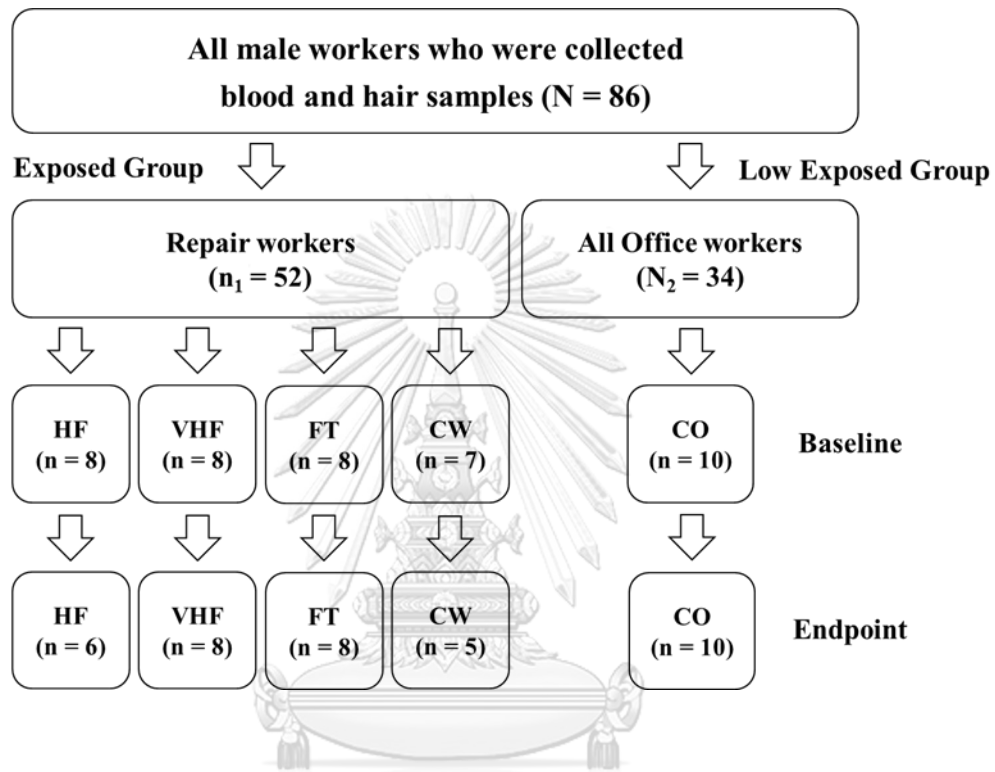 All male workers who were collected
blood and hair samples (N = 86)
Exposed Group
Low Exposed Group
Repair workers
(n₁ = 52)
All Office workers
(N₂ = 34)
HF
(n = 8)
VHF
(n = 8)
FT
(n = 8)
CW
(n = 7)
CO
(n = 10)
Baseline
HF
(n = 6)
VHF
(n = 8)
FT
(n = 8)
CW
(n = 5)
CO
(n = 10)
Endpoint